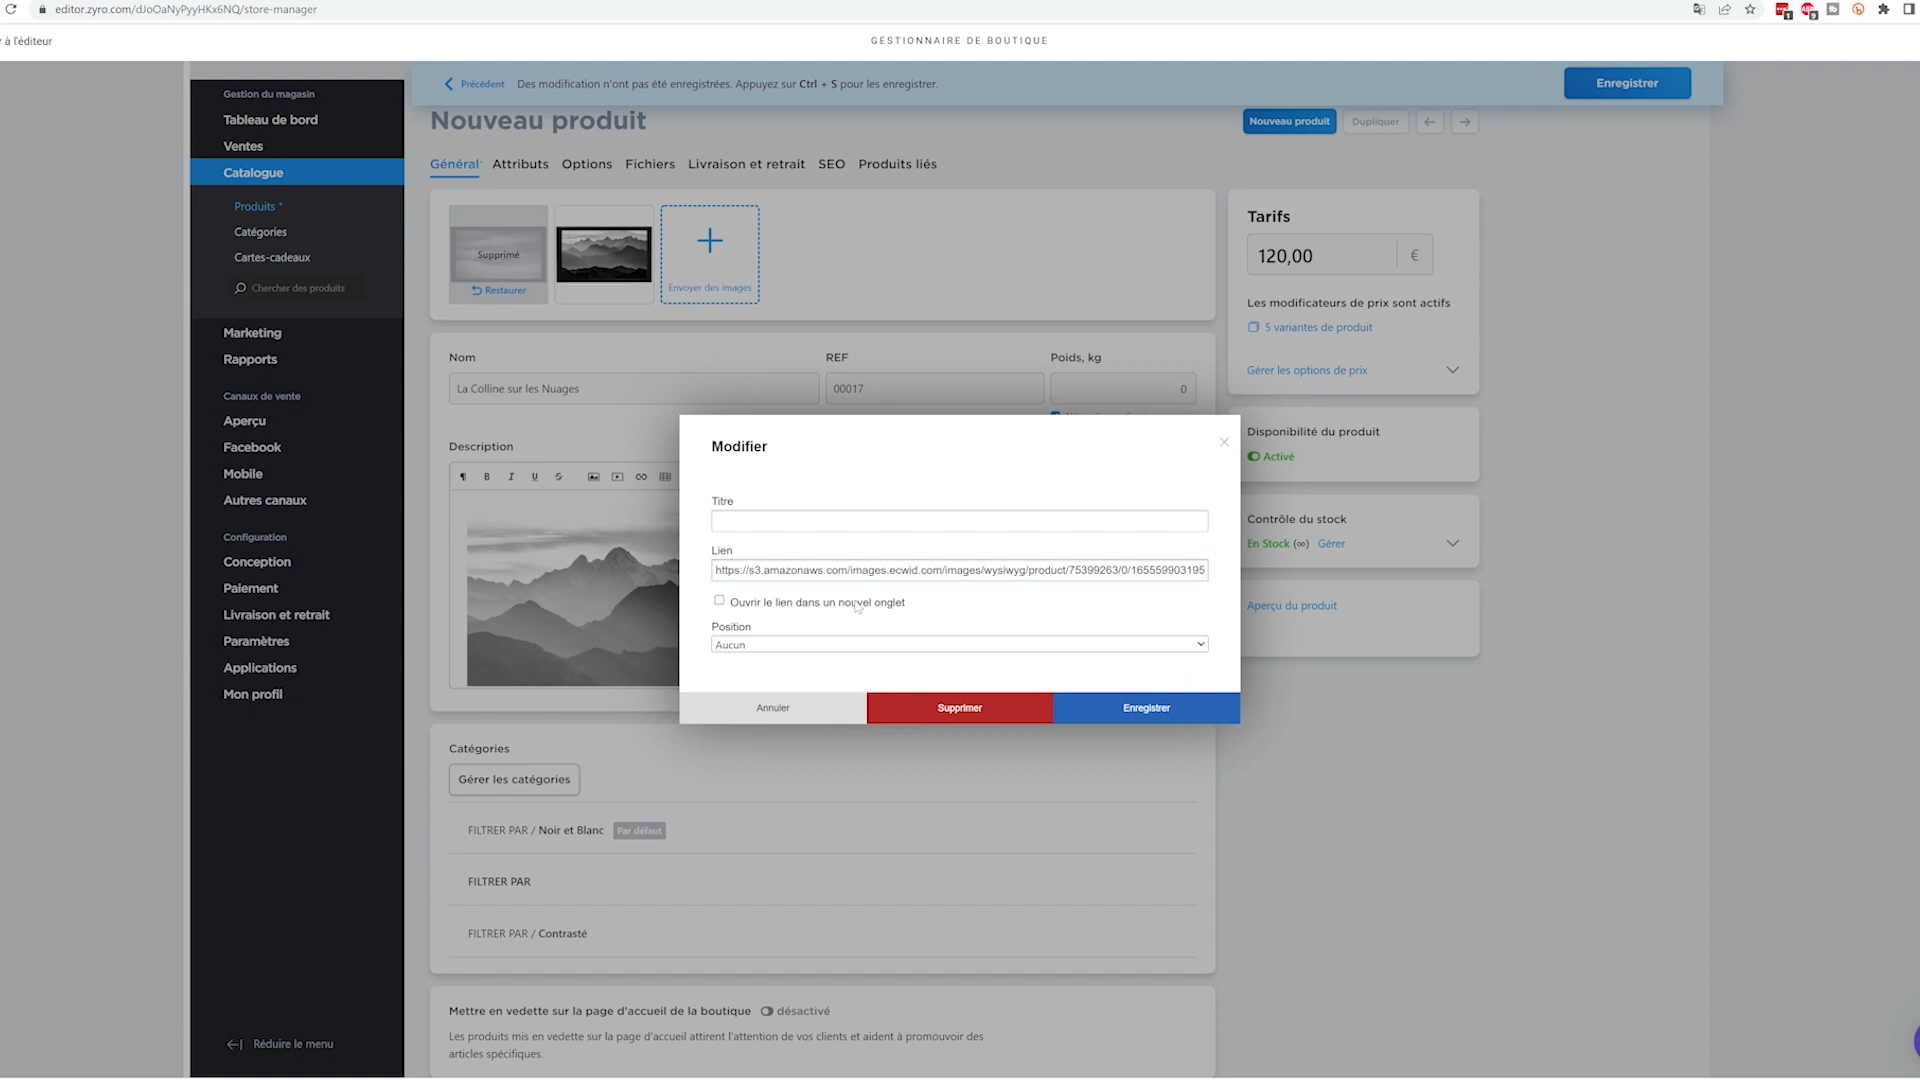 editor.zyro.com/dJoOaNyPyyHKx6NQ/store-manager
r à l'éditeur
GESTIONNAIRE DE BOUTIQUE
Gestion du magasin
Tableau de bord
Ventes
Catalogue
Produits *
Catégories
Cartes-cadeaux
Chercher des produits
Marketing
Rapports
Canaux de vente
Aperçu
Facebook
Mobile
Autres canaux
Configuration
Conception
Paiement
Livraison et retrait
Paramètres
Applications
Mon profil
Réduire le menu
Précédent Des modification n'ont pas été enregistrées. Appuyez sur Ctrl + S pour les enregistrer.
Enregistrer
Nouveau produit
Nouveau produit Dupliquer
Général* Attributs Options Fichiers Livraison et retrait SEO Produits liés
Supprimé
Restaurer
Envoyer des images
Nom REF Poids, kg
La Colline sur les Nuages 00017 0
Description
Modifier
Titre
Lien
https://s3.amazonaws.com/images.ecwid.com/images/wysiwyg/product/75399263/0/165559903195
Ouvrir le lien dans un nouvel onglet
Position
Aucun
Annuler Supprimer Enregistrer
Catégories
Gérer les catégories
FILTRER PAR / Noir et Blanc Par défaut
FILTRER PAR
FILTRER PAR / Contrasté
Mettre en vedette sur la page d'accueil de la boutique désactivé
Les produits mis en vedette sur la page d'accueil attirent l'attention de vos clients et aident à promouvoir des
articles spécifiques.
Tarifs
120,00 €
Les modificateurs de prix sont actifs
5 variantes de produit
Gérer les options de prix
Disponibilité du produit
Activé
Contrôle du stock
En Stock (∞) Gérer
Aperçu du produit